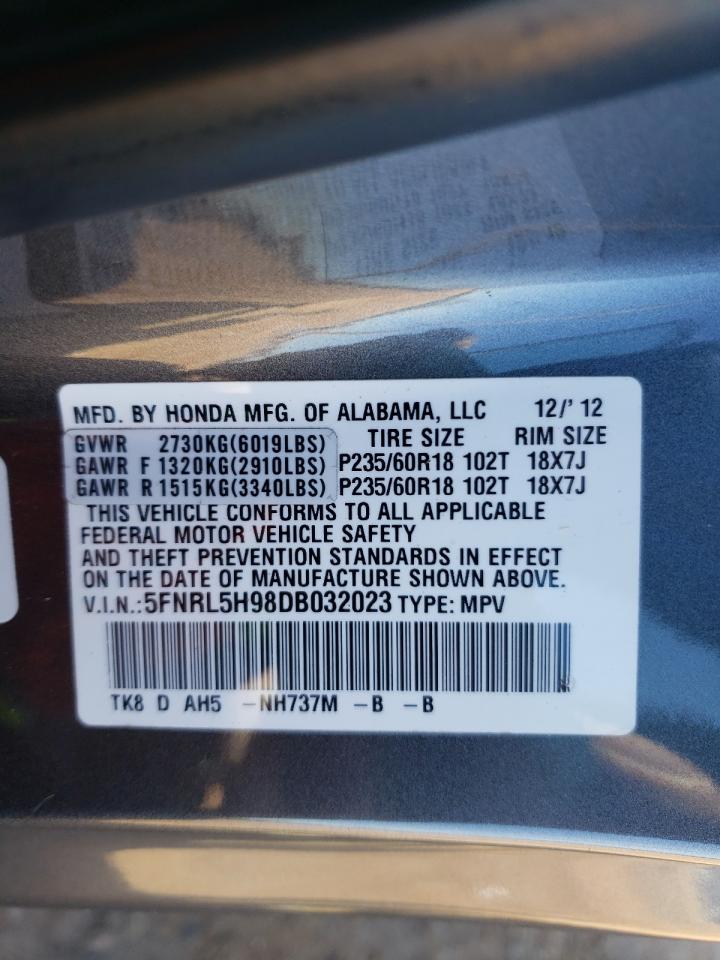 MFD. BY HONDA MFG. OF ALABAMA, LLC 12/' 12
GVWR 2730KG(6019LBS) TIRE SIZE RIM SIZE
GAWR F 1320KG(2910LBS) P235/60R18 102T 18X7J
GAWR R 1515KG(3340LBS) P235/60R18 102T 18X7J
THIS VEHICLE CONFORMS TO ALL APPLICABLE
FEDERAL MOTOR VEHICLE SAFETY
AND THEFT PREVENTION STANDARDS IN EFFECT
ON THE DATE OF MANUFACTURE SHOWN ABOVE.
V.I.N.:5FNRL5H98DB032023 TYPE: MPV
TK8 D AH5 -NH737M -B -B